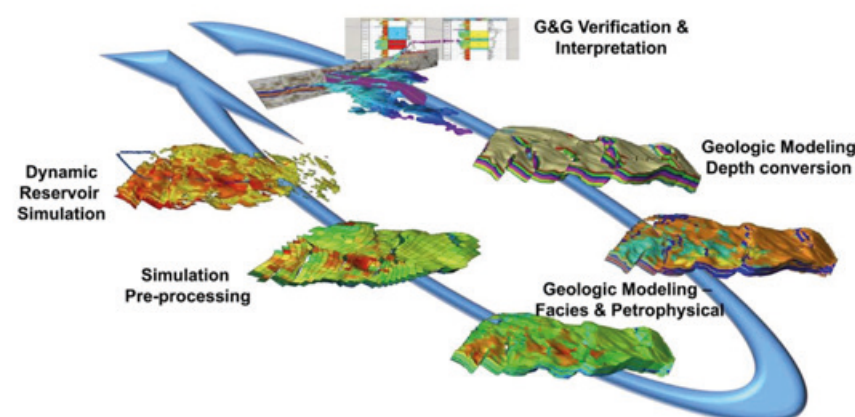 G&G Verification &
Interpretation
Geologic Modeling
Depth conversion
Dynamic
Reservoir
Simulation
Simulation
Pre-processing
Geologic Modeling –
Facies & Petrophysical